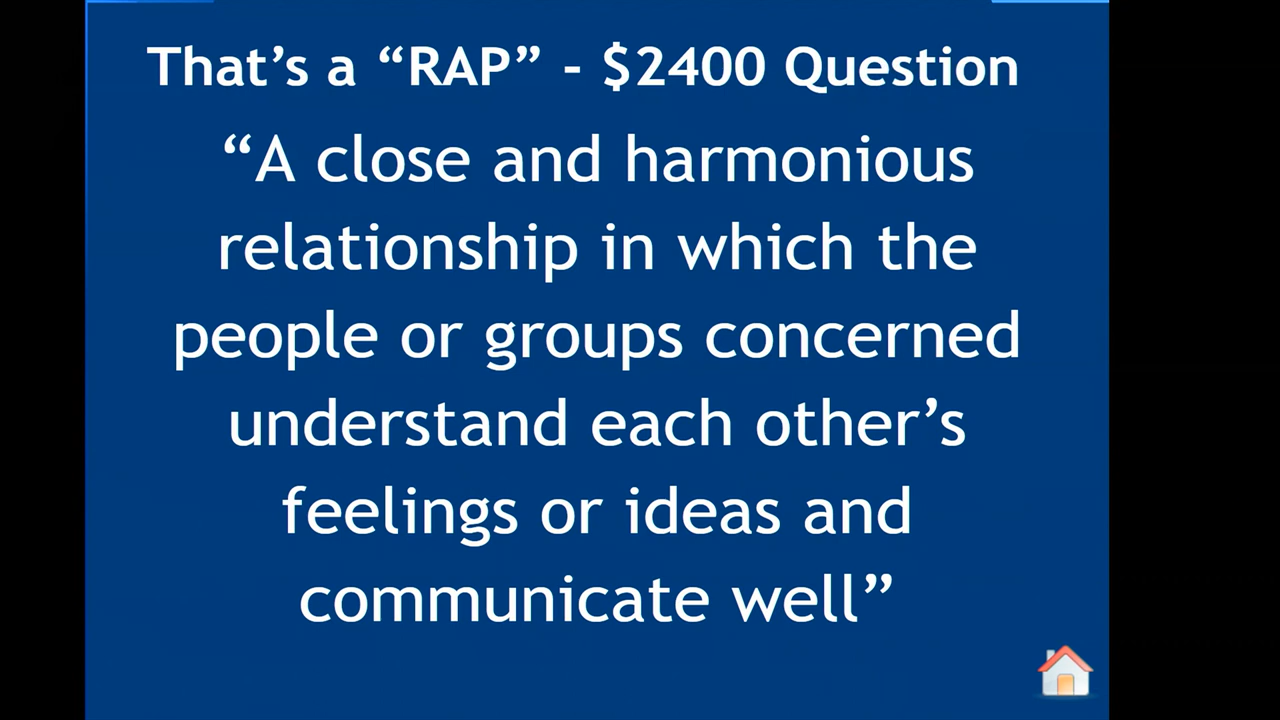 That’s a “RAP” - $2400 Question
“A close and harmonious
relationship in which the
people or groups concerned
understand each other’s
feelings or ideas and
communicate well”